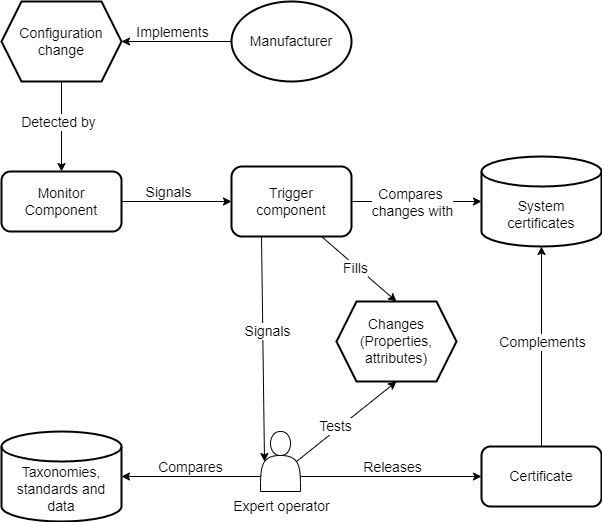 Configuration
change
Implements
Manufacturer
Detected by
Monitor
Component
Signals
Trigger
component
Compares
changes with
System
certificates
Fills
Signals
Changes
(Properties,
attributes)
Complements
Tests
Taxonomies,
standards and
data
Compares
Expert operator
Releases
Certificate